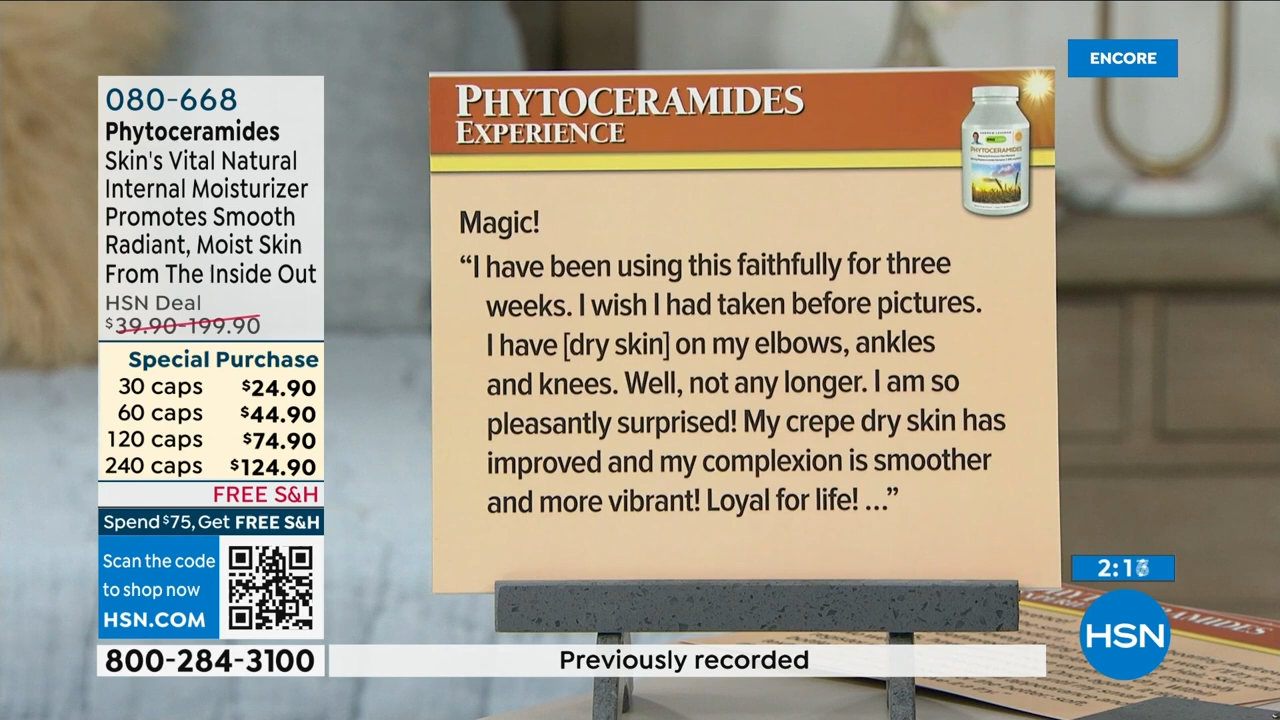 ENCORE
080-668
Phytoceramides
Skin's Vital Natural
Internal Moisturizer
Promotes Smooth
Radiant, Moist Skin
From The Inside Out
HSN Deal
$39.90-199.90
Special Purchase
30 caps $24.90
60 caps $44.90
120 caps $74.90
240 caps $124.90
FREE S&H
Spend $75, Get FREE S&H
Scan the code
to shop now
HSN.COM
800-284-3100
PHYTOCERAMIDES
EXPERIENCE
PHYTOCERAMIDES
Magic!
“I have been using this faithfully for three
weeks. I wish I had taken before pictures.
I have [dry skin] on my elbows, ankles
and knees. Well, not any longer. I am so
pleasantly surprised! My crepe dry skin has
improved and my complexion is smoother
and more vibrant! Loyal for life! ...”
HSN
Previously recorded